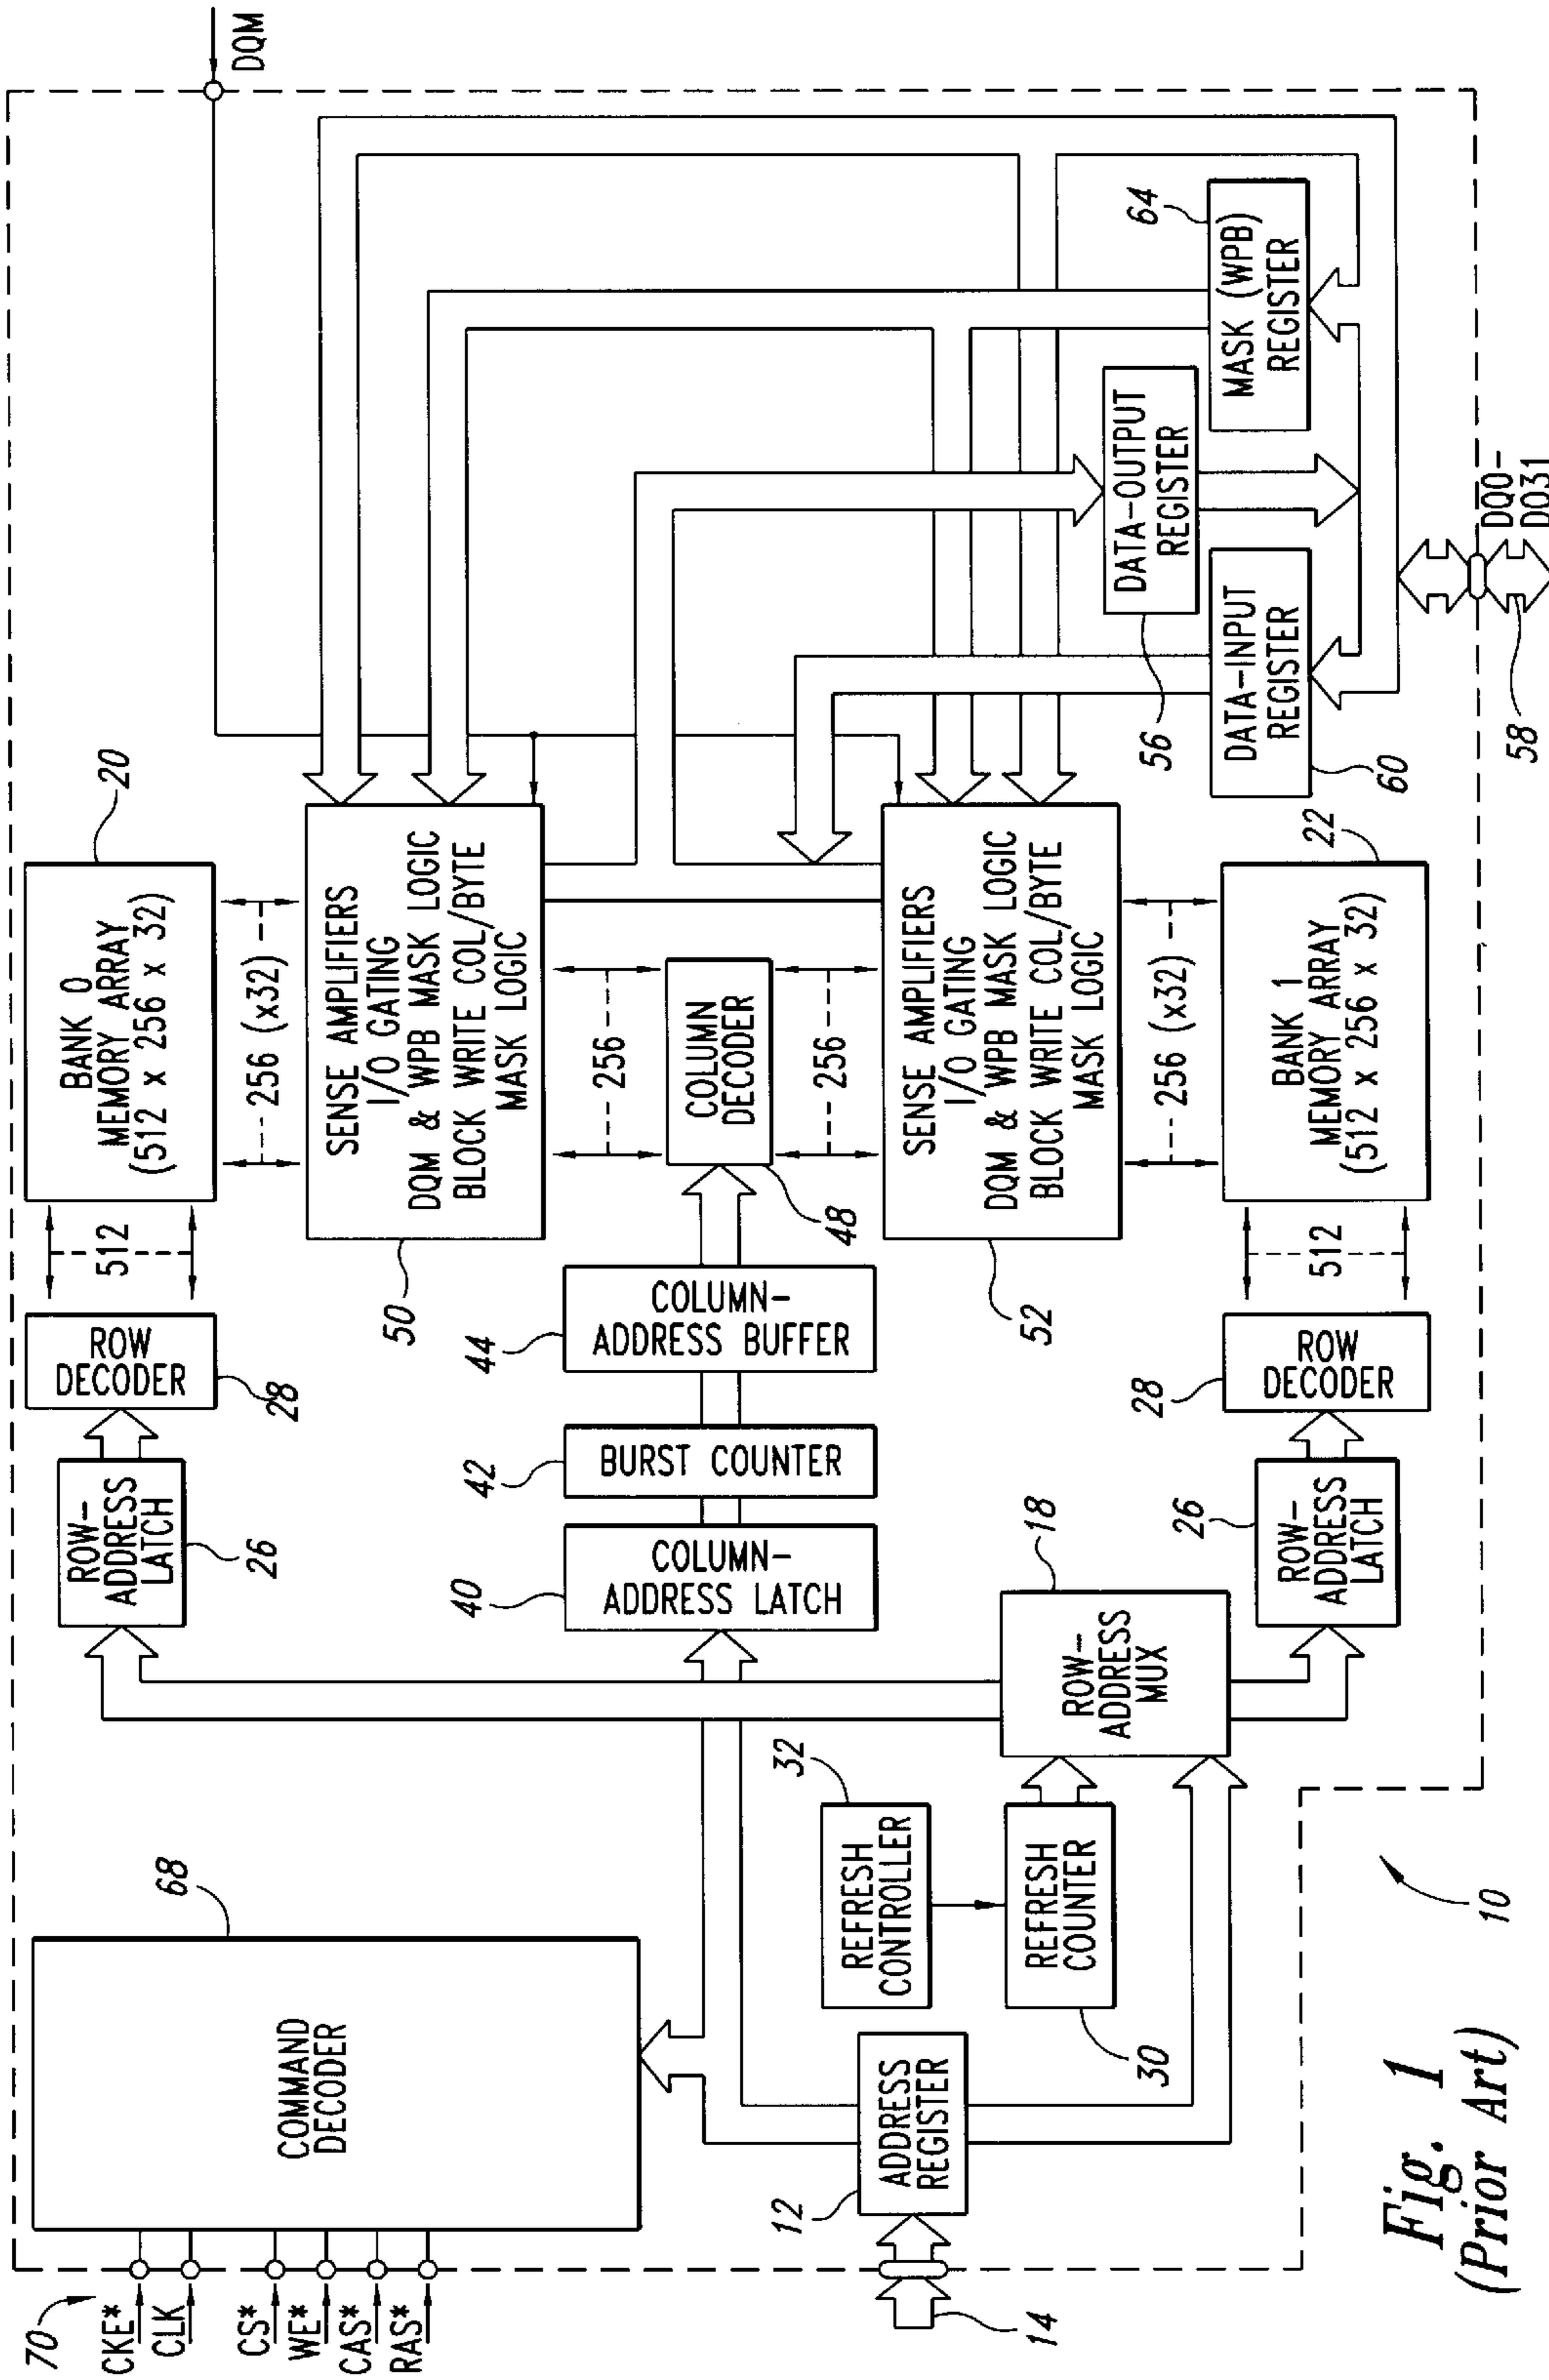 70
CKE*
CLK
CS*
WE*
CAS*
RAS*
COMMAND
DECODER
68
14
12
ADDRESS
REGISTER
REFRESH
CONTROLLER
32
REFRESH
COUNTER
30
ROW-
ADDRESS
MUX
18
ROW-
ADDRESS
LATCH
26
ROW
DECODER
28
512
BANK 0
MEMORY ARRAY
(512 x 256 x 32)
20
256 (x32)
SENSE AMPLIFIERS
I/O GATING
DQM & WPB MASK LOGIC
BLOCK WRITE COL/BYTE
MASK LOGIC
50
256
COLUMN-
ADDRESS LATCH
40
BURST COUNTER
42
COLUMN-
ADDRESS BUFFER
44
COLUMN
DECODER
48
256
SENSE AMPLIFIERS
I/O GATING
DQM & WPB MASK LOGIC
BLOCK WRITE COL/BYTE
MASK LOGIC
52
256 (x32)
ROW-
ADDRESS
LATCH
26
ROW
DECODER
28
512
BANK 1
MEMORY ARRAY
(512 x 256 x 32)
22
DQM
DATA-OUTPUT
REGISTER
56
DATA-INPUT
REGISTER
60
MASK (WPB)
REGISTER
64
DQ0-
DQ31
58
10
Fig. 1
(Prior Art)